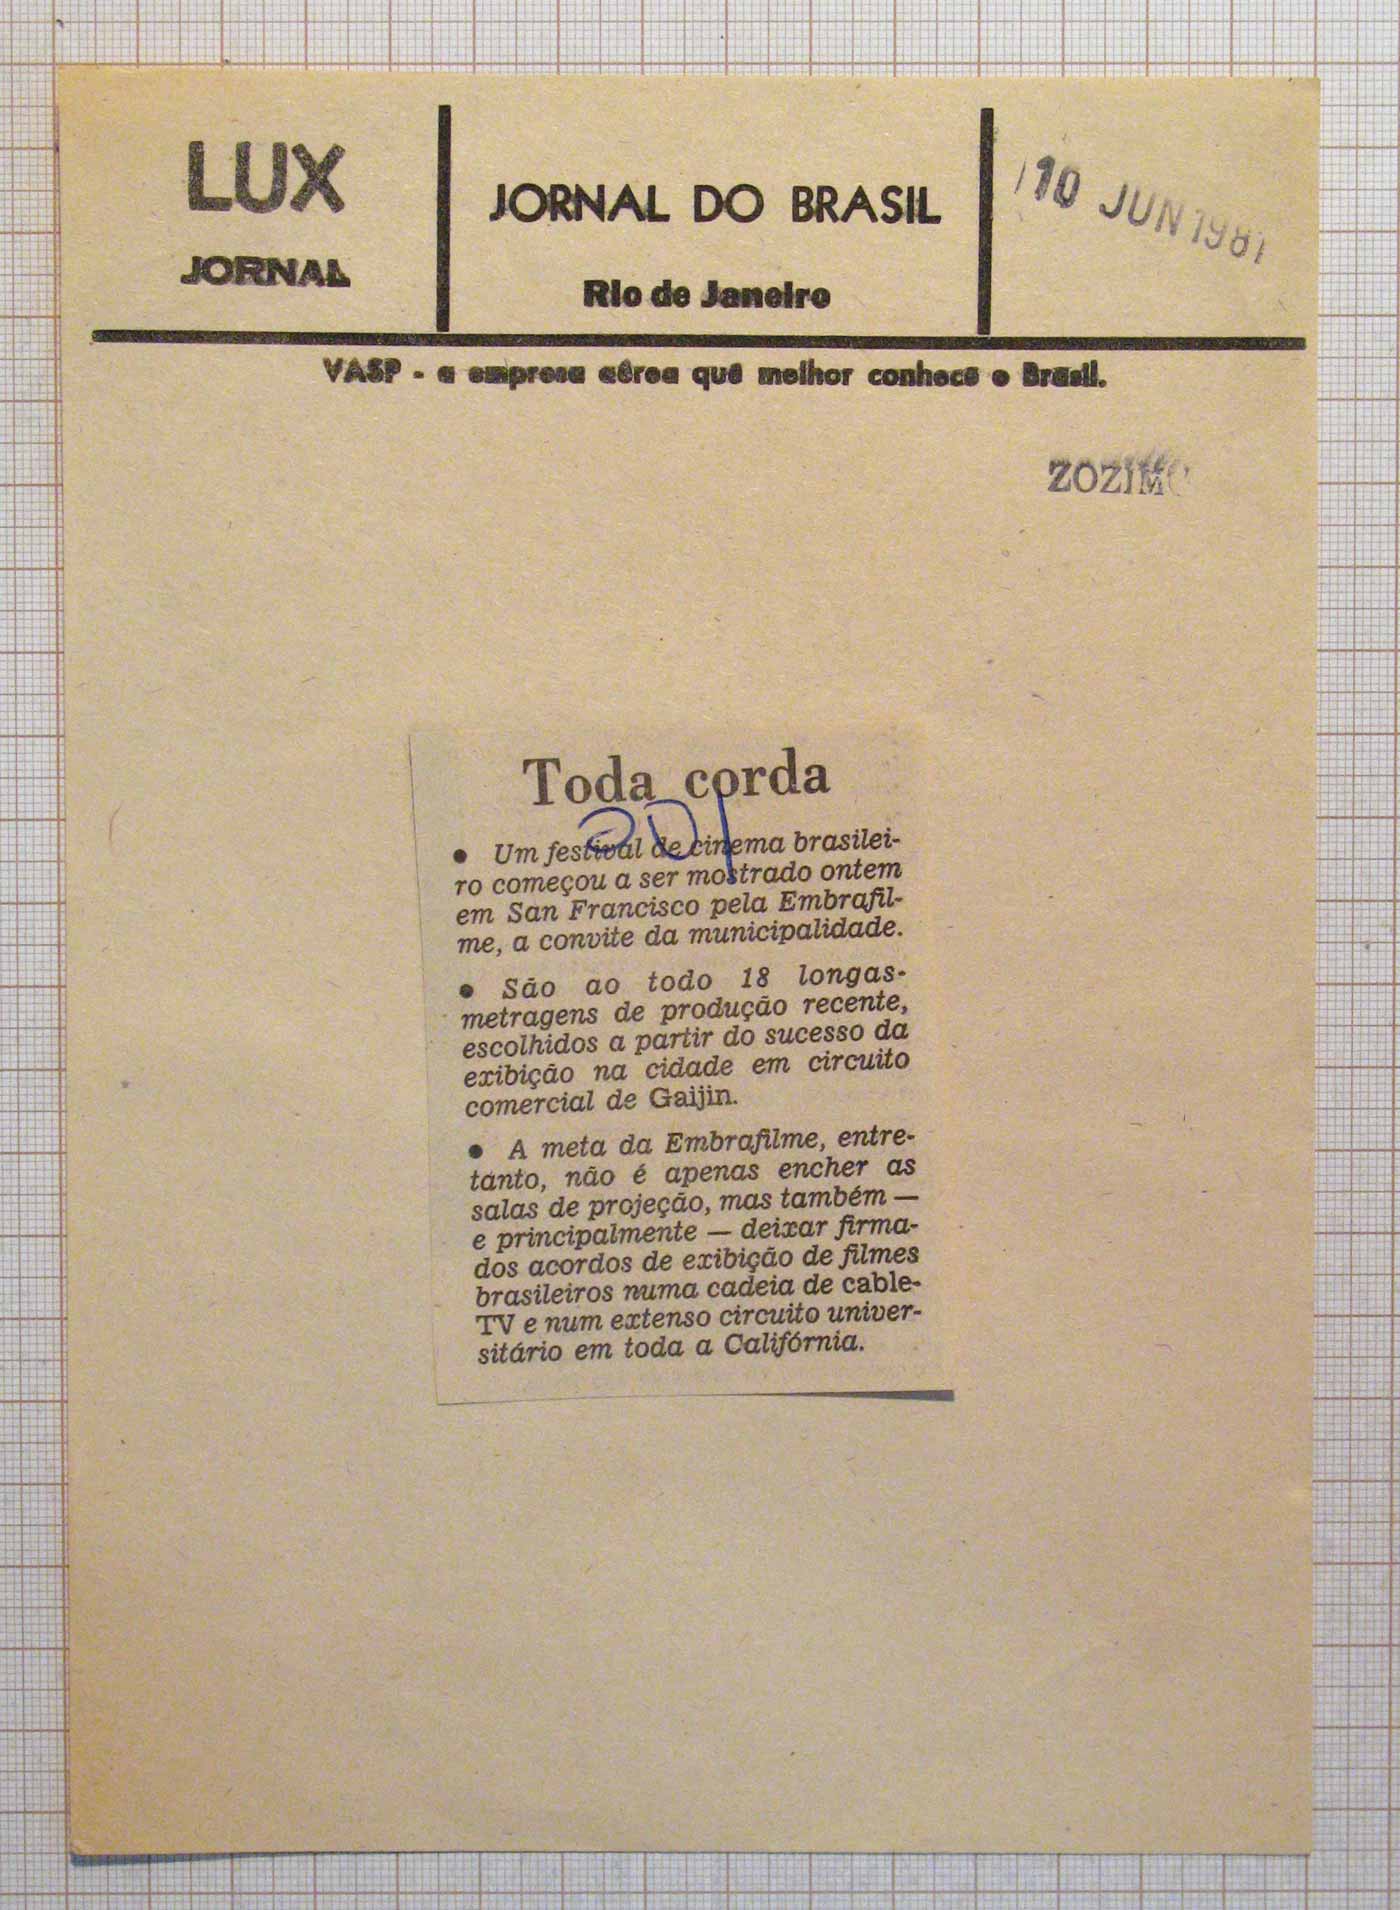 LUX
JORNAL
JORNAL DO BRASIL
Rio de Janeiro
10 JUN 1981
VASP - a empresa aérea que melhor conhece o Brasil.
ZOZIMO
Toda corda
• Um festival de cinema brasilei-
ro começou a ser mostrado ontem
em San Francisco pela Embrafil-
me, a convite da municipalidade.
• São ao todo 18 longas-
metragens de produção recente,
escolhidos a partir do sucesso da
exibição na cidade em circuito
comercial de Gaijin.
• A meta da Embrafilme, entre-
tanto, não é apenas encher as
salas de projeção, mas também —
e principalmente — deixar firma-
dos acordos de exibição de filmes
brasileiros numa cadeia de cable-
TV e num extenso circuito univer-
sitário em toda a Califórnia.